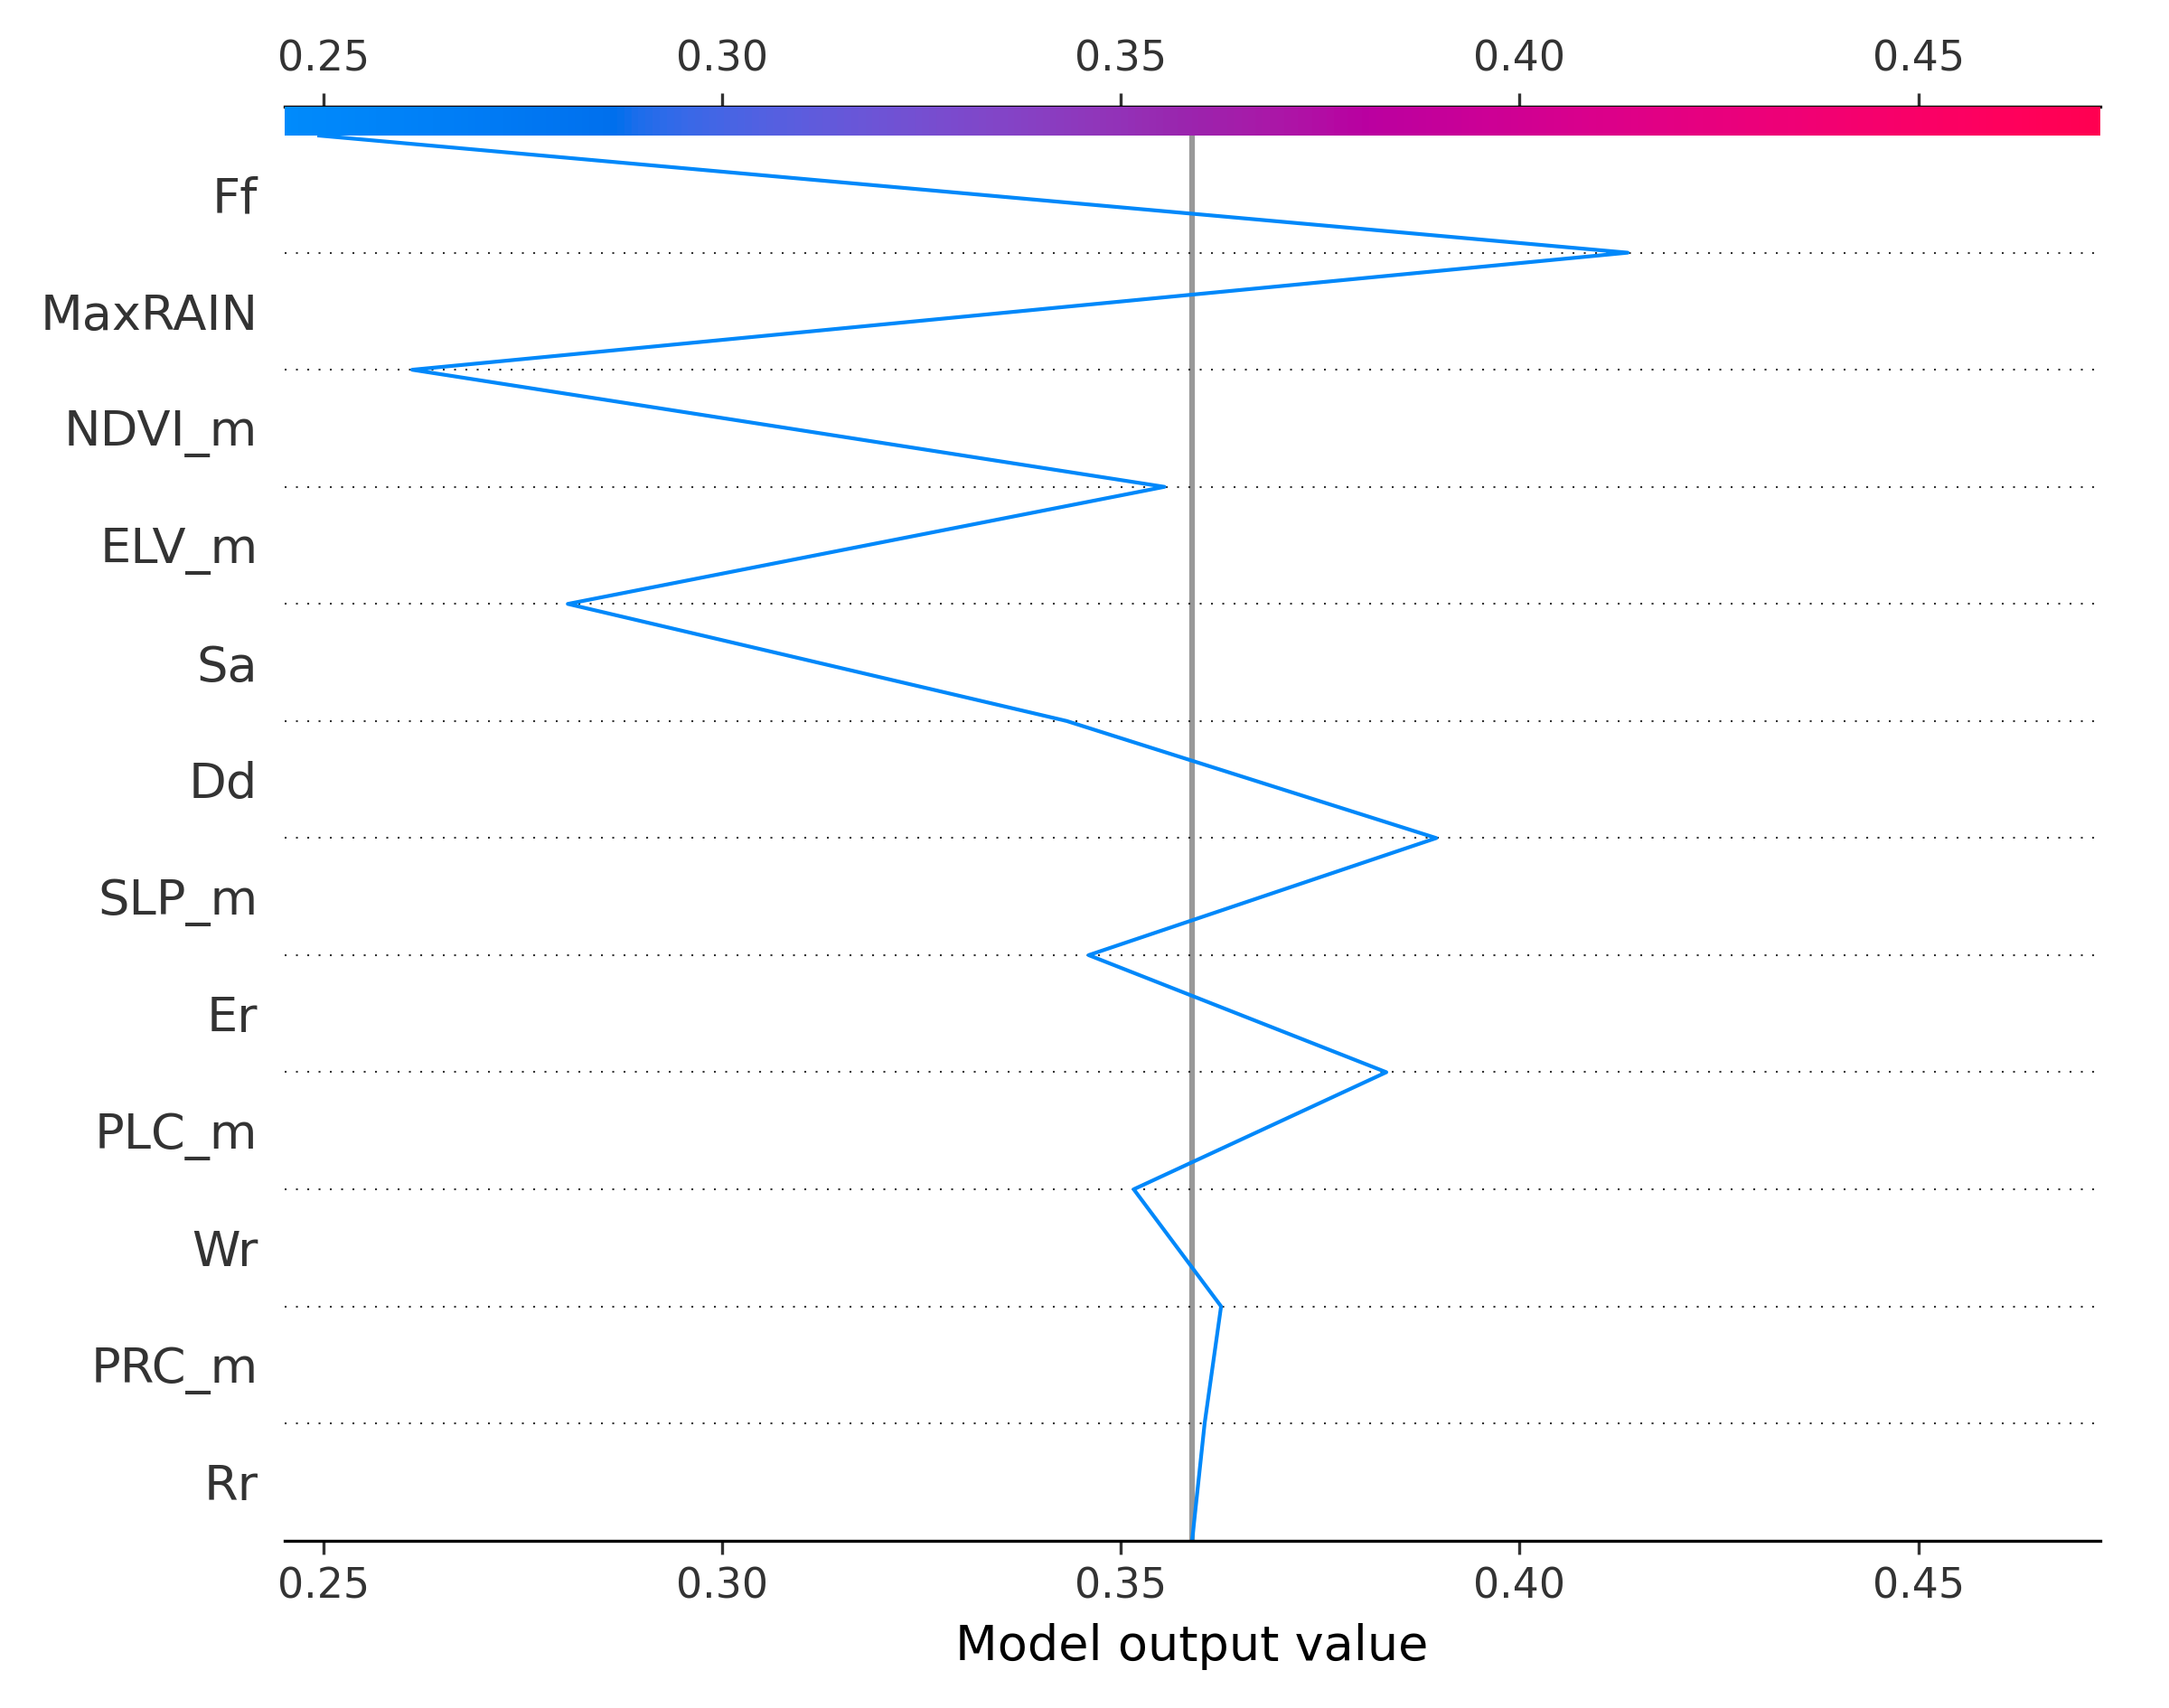 0.25 0.30 0.35 0.40 0.45
Ff
MaxRAIN
NDVI_m
ELV_m
Sa
Dd
SLP_m
Er
PLC_m
Wr
PRC_m
Rr
0.25 0.30 0.35 0.40 0.45
Model output value